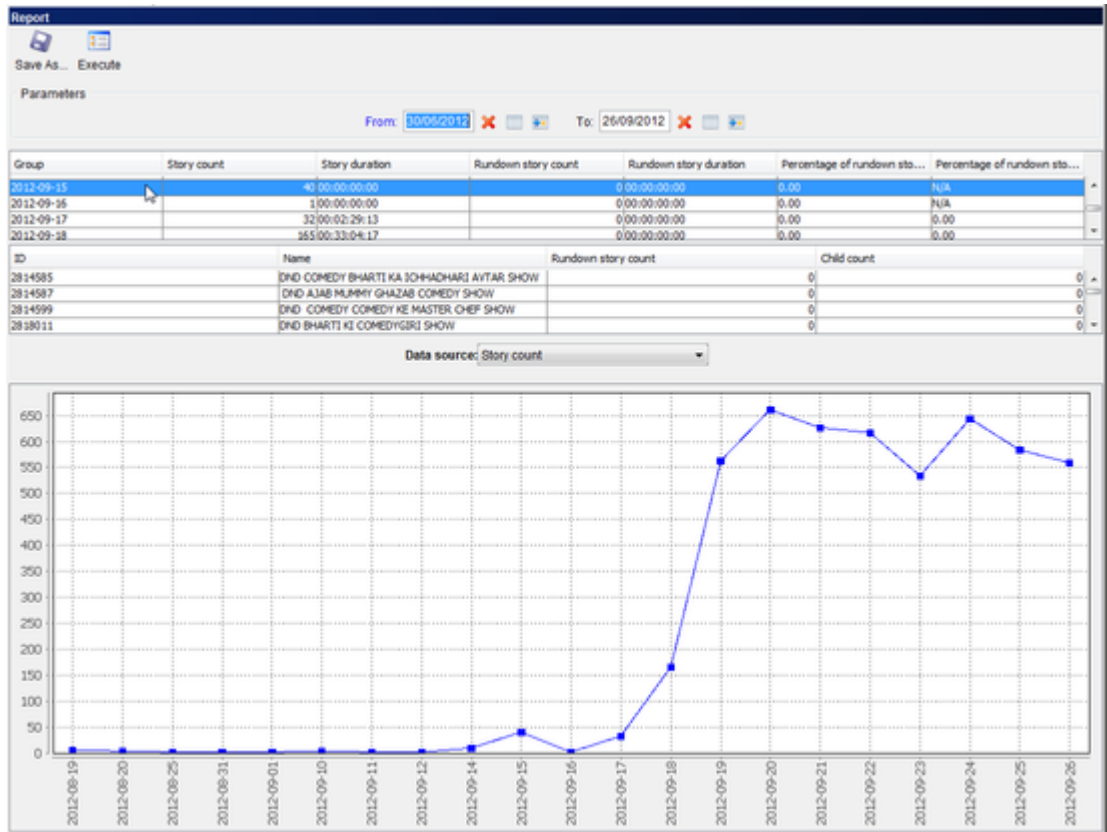 Report
Save As... Execute
Parameters
From: 30/06/2012 To: 26/09/2012
Group Story count Story duration Rundown story count Rundown story duration Percentage of rundown sto... Percentage of rundown sto...
2012-09-15 40 00:00:00:00 0 00:00:00:00 0.00 N/A
2012-09-16 1 00:00:00:00 0 00:00:00:00 0.00 N/A
2012-09-17 32 00:02:29:13 0 00:00:00:00 0.00 0.00
2012-09-18 165 00:33:04:17 0 00:00:00:00 0.00 0.00
ID Name Rundown story count Child count
2814585 DND COMEDY BHARTI KA ICHHADHARI AVTAR SHOW 0 0
2814587 DND AJAB MUMMY GHAZAB COMEDY SHOW 0 0
2814599 DND COMEDY COMEDY KE MASTER CHEF SHOW 0 0
2818011 DND BHARTI KI COMEDYGIRI SHOW 0 0
Data source: Story count
650
600
550
500
450
400
350
300
250
200
150
100
50
0
2012-08-19
2012-08-20
2012-08-25
2012-08-31
2012-09-01
2012-09-10
2012-09-11
2012-09-12
2012-09-14
2012-09-15
2012-09-16
2012-09-17
2012-09-18
2012-09-19
2012-09-20
2012-09-21
2012-09-22
2012-09-23
2012-09-24
2012-09-25
2012-09-26